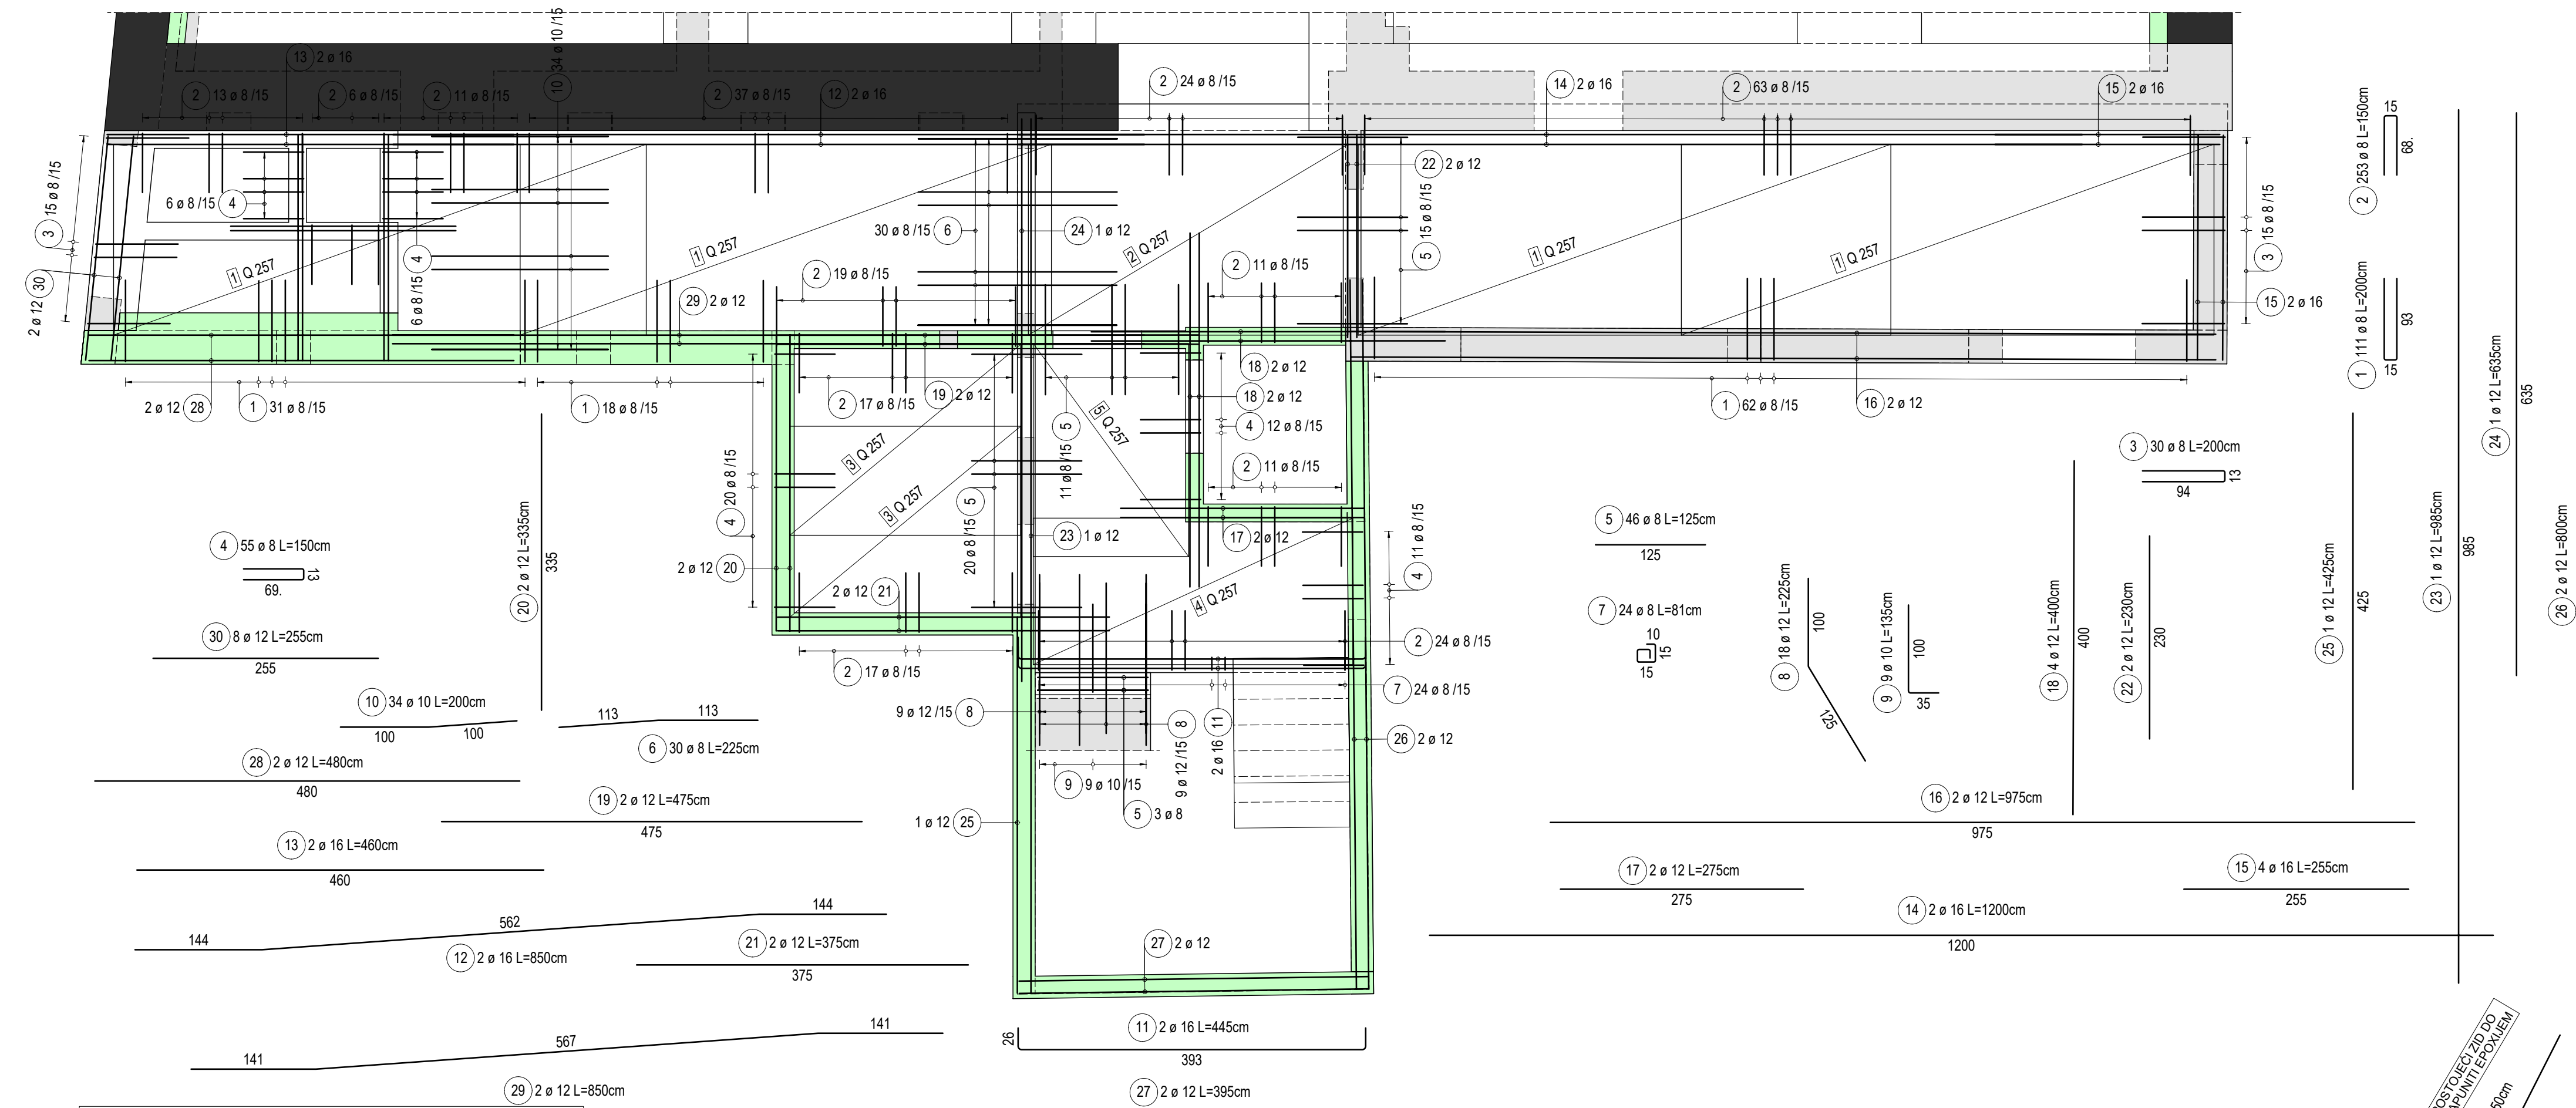 13 2 ø 16
10 34 ø 10 /15
2 13 ø 8 /15
2 6 ø 8 /15
2 11 ø 8 /15
2 37 ø 8 /15
12 2 ø 16
2 24 ø 8 /15
14 2 ø 16
2 63 ø 8 /15
15 2 ø 16
3 15 ø 8 /15
2 ø 12 30
6 ø 8 /15 4
6 ø 8 /15 4
1 Q 257
1 Q 257
30 ø 8 /15 6
24 1 ø 12
2 Q 257
22 2 ø 12
5 15 ø 8 /15
1 Q 257
1 Q 257
3 15 ø 8 /15
15 2 ø 16
2 19 ø 8 /15
29 2 ø 12
2 11 ø 8 /15
2 ø 12 28
1 31 ø 8 /15
1 18 ø 8 /15
2 17 ø 8 /15
19 2 ø 12
18 2 ø 12
18 2 ø 12
4 12 ø 8 /15
2 11 ø 8 /15
1 62 ø 8 /15
16 2 ø 12
4 20 ø 8 /15
3 Q 257
3 Q 257
20 ø 8 /15 5
11 ø 8 /15 5
5 Q 257
23 1 ø 12
17 2 ø 12
4 11 ø 8 /15
2 ø 12 20
2 ø 12 21
4 Q 257
2 17 ø 8 /15
2 24 ø 8 /15
7 24 ø 8 /15
9 ø 12 /15 8
9 ø 12 /15 8
2 ø 16 11
26 2 ø 12
9 9 ø 10 /15
5 3 ø 8
1 ø 12 25
27 2 ø 12
2 253 ø 8 L=150cm
15
68.
1 111 ø 8 L=200cm
93
15
24 1 ø 12 L=635cm
635
3 30 ø 8 L=200cm
13
94
23 1 ø 12 L=985cm
985
26 2 ø 12 L=800cm
25 1 ø 12 L=425cm
425
5 46 ø 8 L=125cm
125
7 24 ø 8 L=81cm
10
15
15
8 18 ø 12 L=225cm
100
125
9 9 ø 10 L=135cm
100
35
18 4 ø 12 L=400cm
400
22 2 ø 12 L=230cm
230
4 55 ø 8 L=150cm
13
69.
20 2 ø 12 L=335cm
335
30 8 ø 12 L=255cm
255
10 34 ø 10 L=200cm
100
100
113
113
6 30 ø 8 L=225cm
28 2 ø 12 L=480cm
480
19 2 ø 12 L=475cm
475
13 2 ø 16 L=460cm
460
144
562
144
12 2 ø 16 L=850cm
21 2 ø 12 L=375cm
375
141
567
141
29 2 ø 12 L=850cm
26
11 2 ø 16 L=445cm
393
27 2 ø 12 L=395cm
16 2 ø 12 L=975cm
975
17 2 ø 12 L=275cm
275
15 4 ø 16 L=255cm
255
14 2 ø 16 L=1200cm
1200
ZID DO
EPOXIJEM